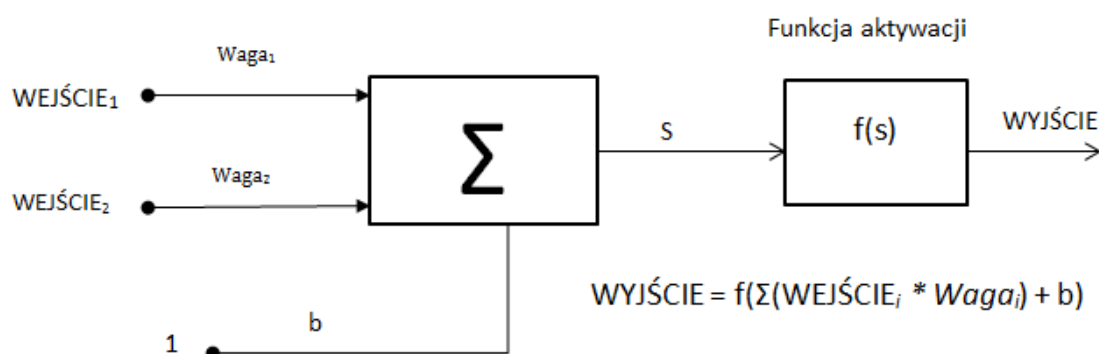 Funkcja aktywacji
Waga₁
WEJŚCIE₁
Σ
S
f(s)
WYJŚCIE
Waga₂
WEJŚCIE₂
WYJŚCIE = f(Σ(WEJŚCIEᵢ * Wagaᵢ) + b)
b
1